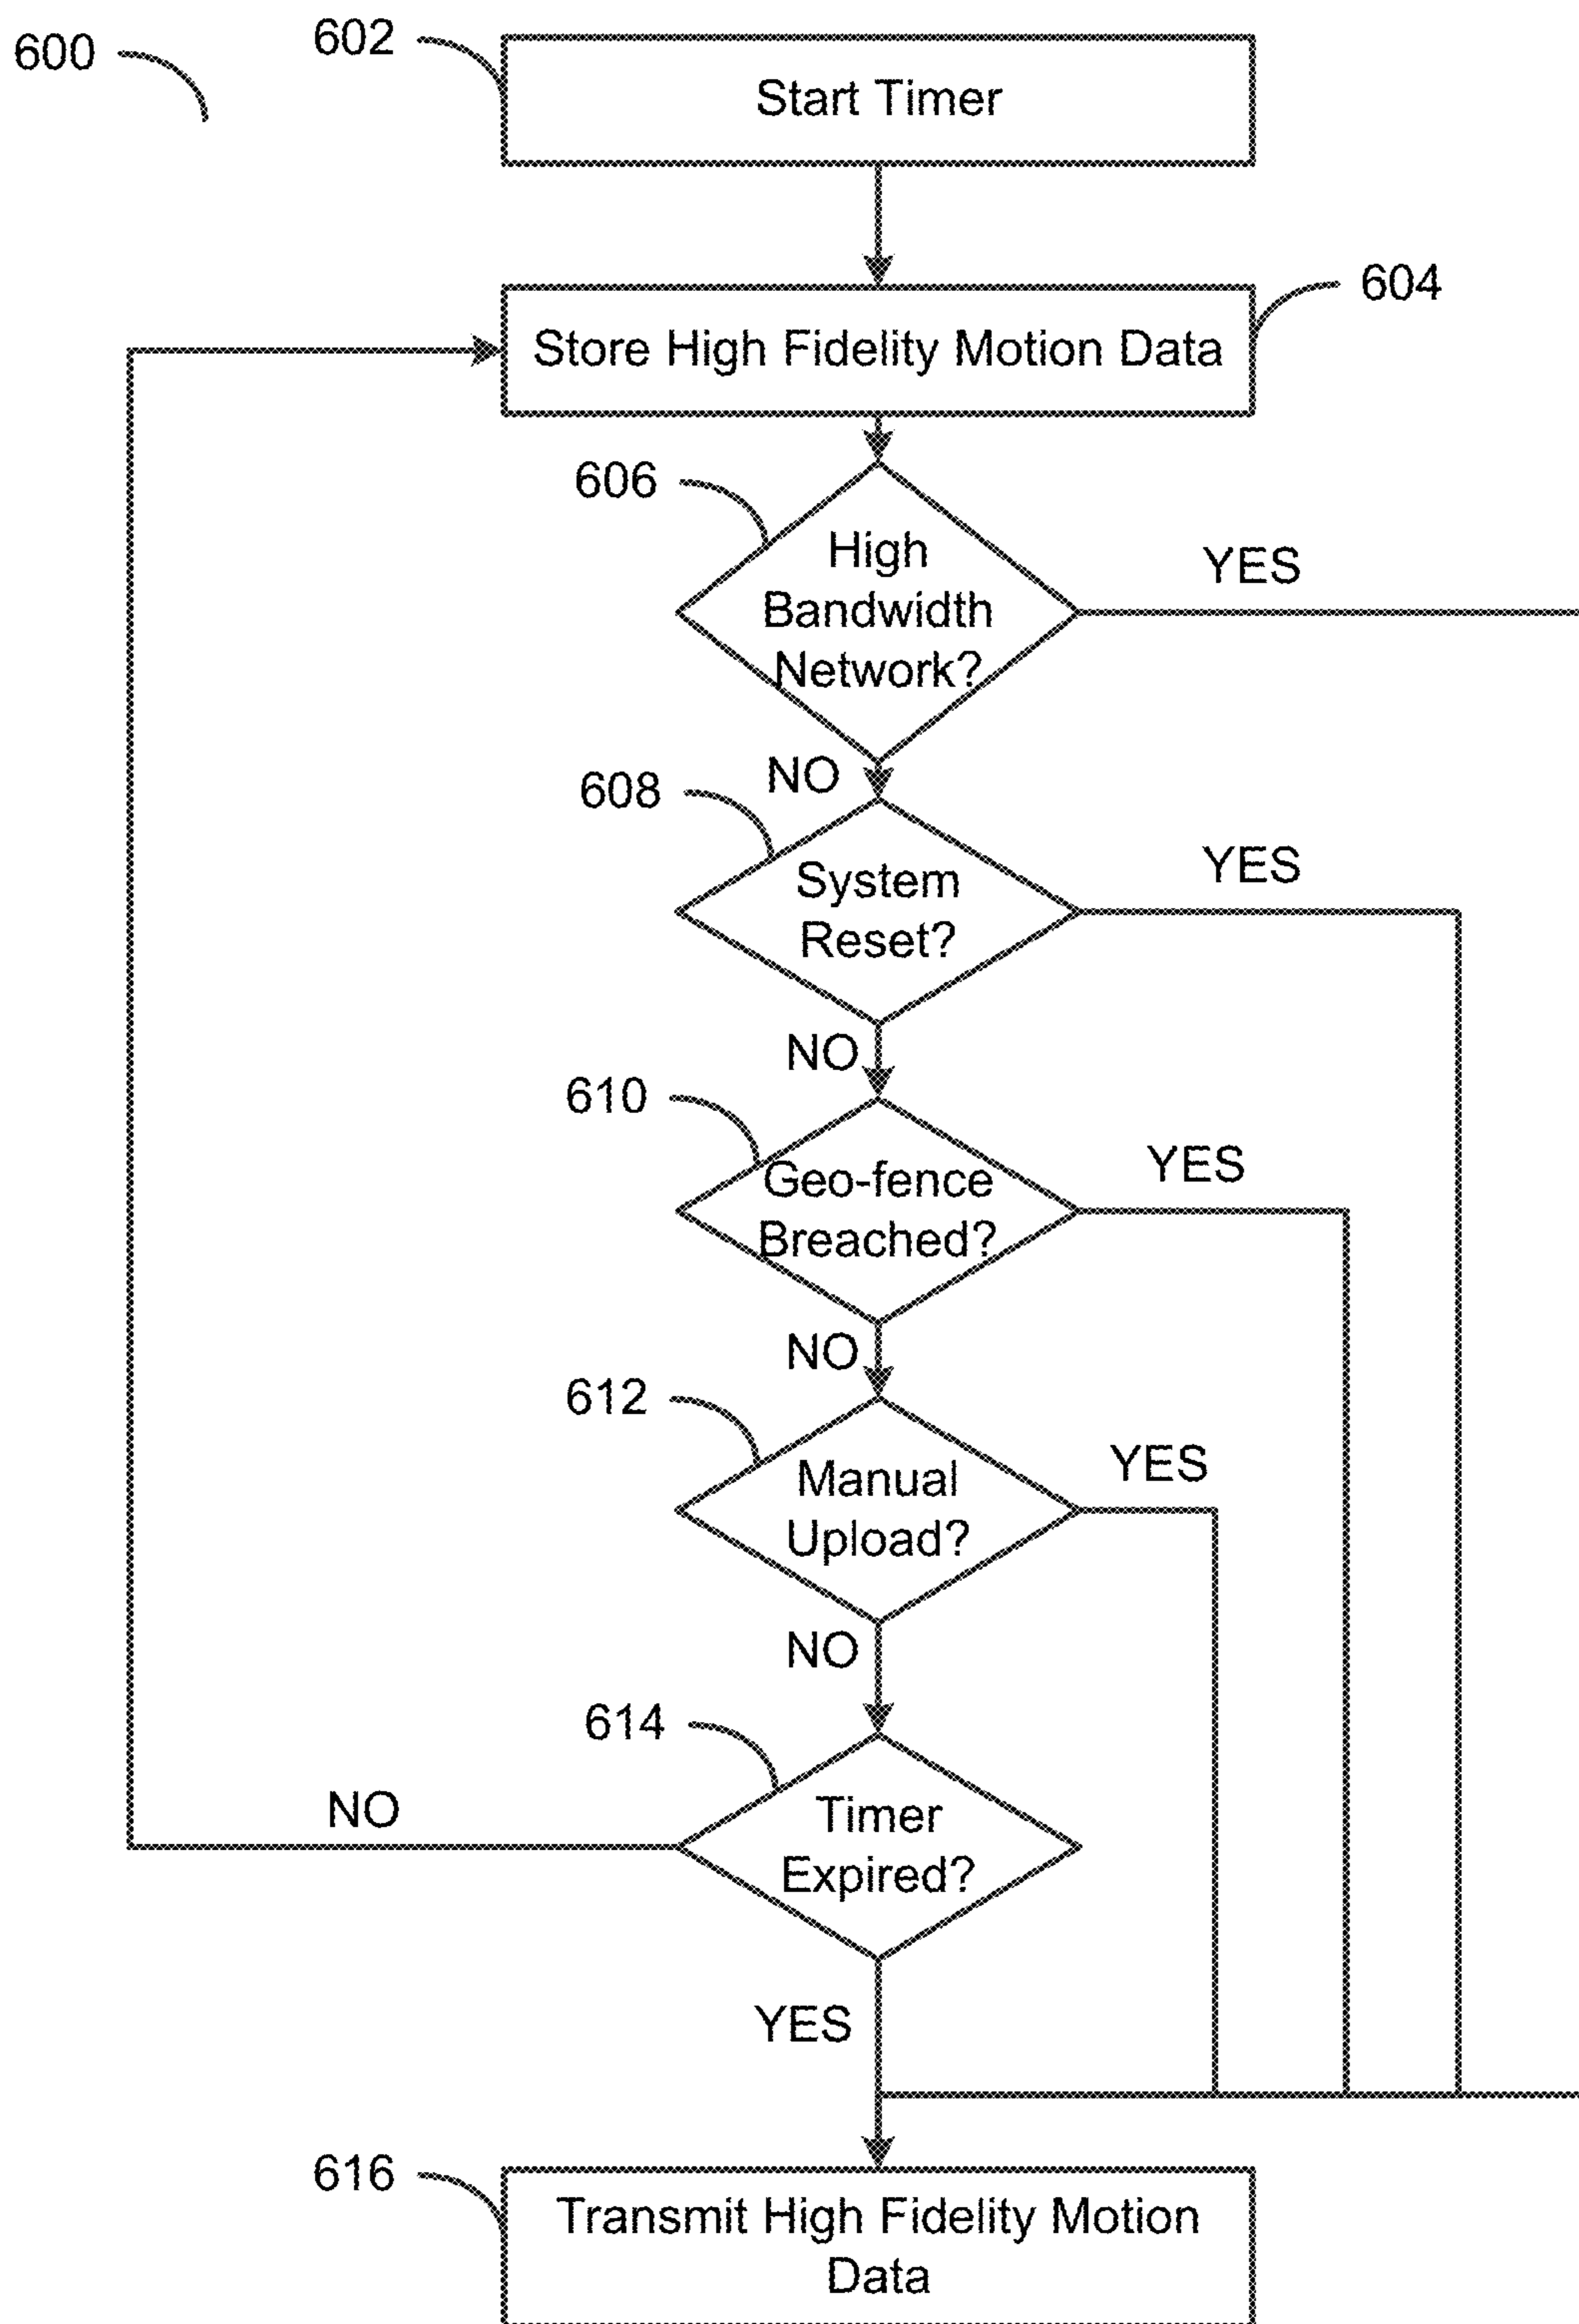 600
602
Start Timer
604
Store High Fidelity Motion Data
606
High
Bandwidth
Network?
YES
NO
608
System
Reset?
YES
NO
610
Geo-fence
Breached?
YES
NO
612
Manual
Upload?
YES
NO
614
Timer
Expired?
NO
YES
616
Transmit High Fidelity Motion
Data